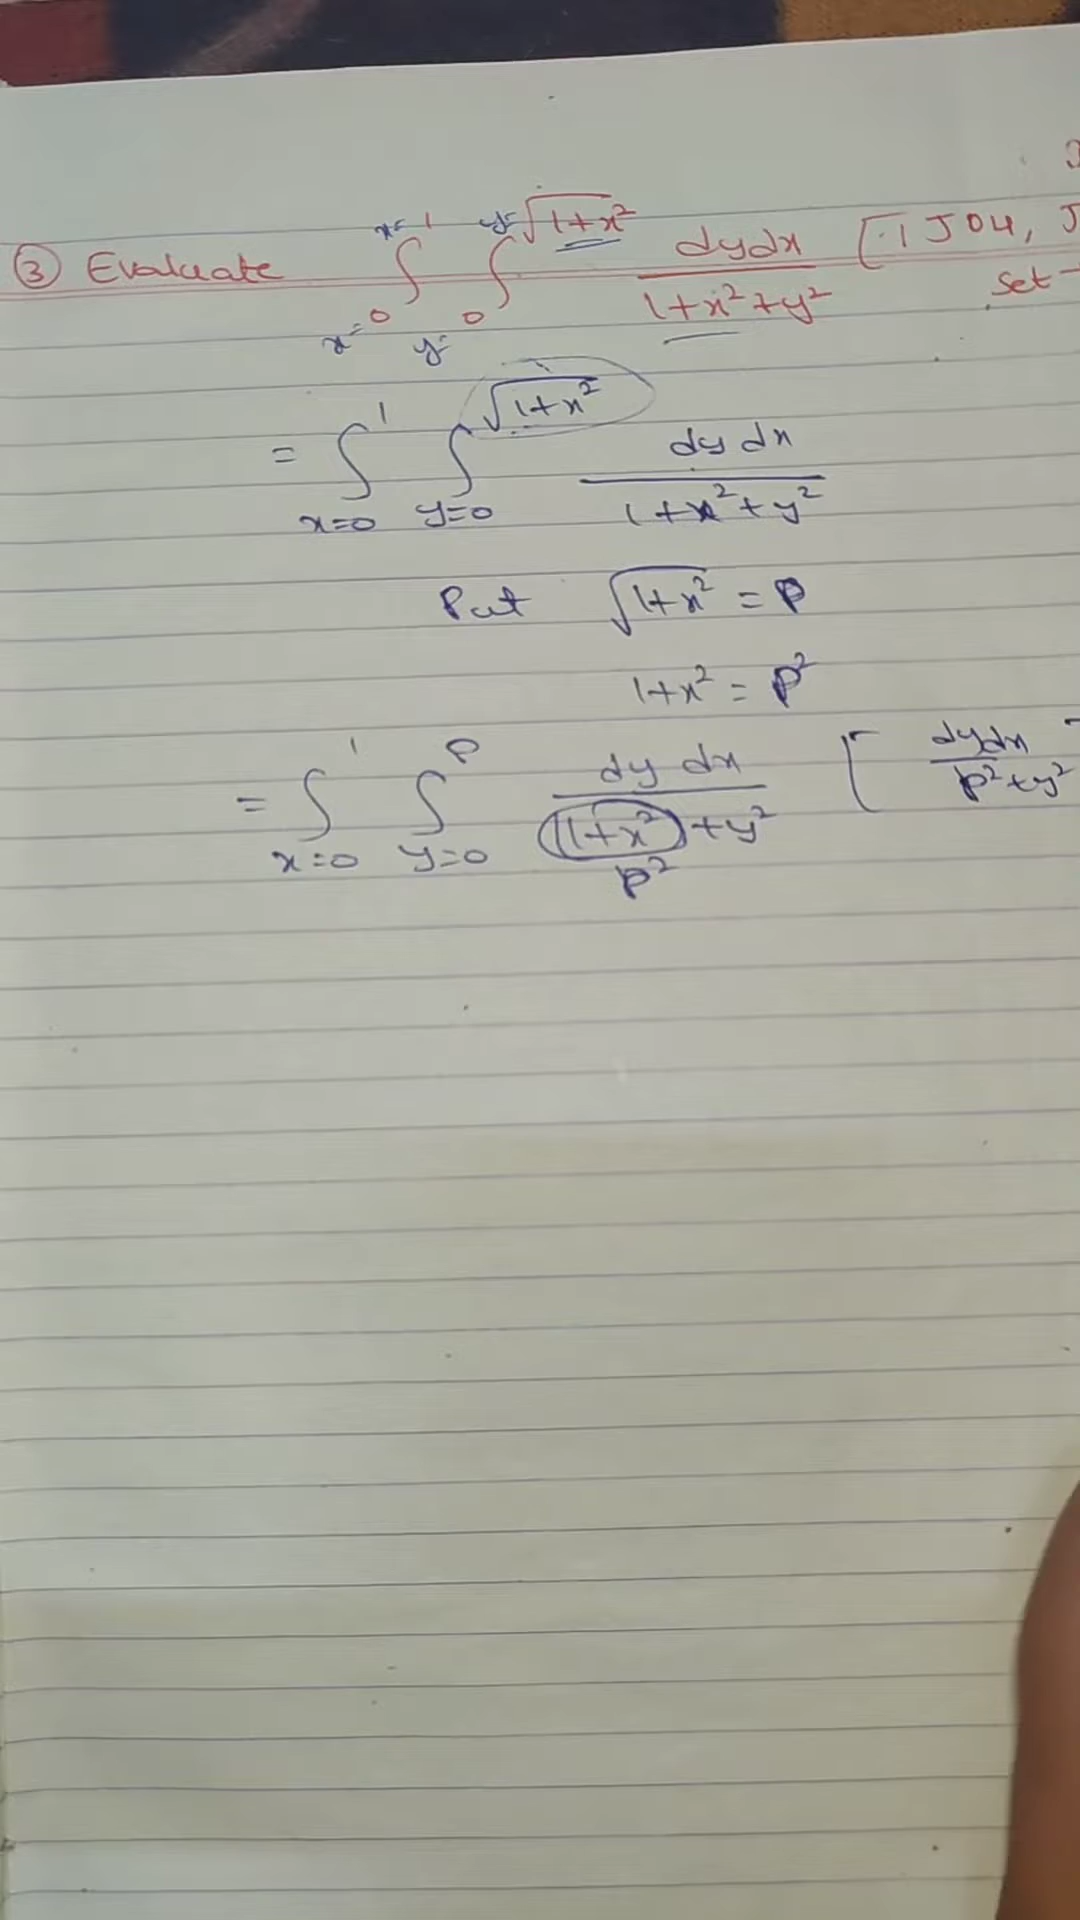 ③ Evaluate ∫_{x=0}^{x=1} ∫_{y=0}^{y=√(1+x²)} dydx / (1+x²+y²) [·1 J 04, J
Set -
= ∫_{x=0}^{1} ∫_{y=0}^{√(1+x²)} dy dx / (1+x²+y²)
Put √(1+x²) = P
1+x² = P²
= ∫_{x=0}^{1} ∫_{y=0}^{P} dy dx / ((1+x²)+y²) [ dydx / (p²+y²)
p²